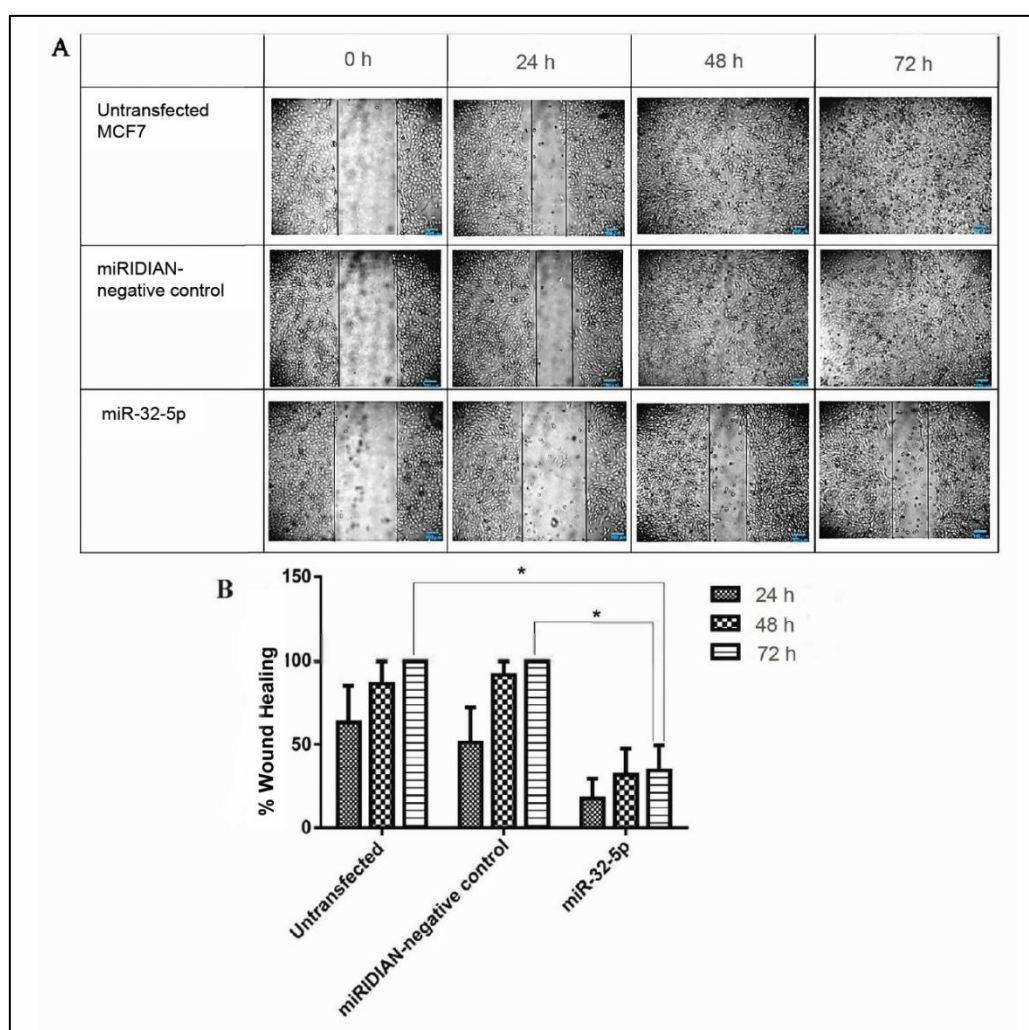 A
0 h
24 h
48 h
72 h
Untransfected
MCF7
miRIDIAN-
negative control
miR-32-5p
B
% Wound Healing
150
100
50
0
*
*
24 h
48 h
72 h
Untransfected
miRIDIAN-negative control
miR-32-5p